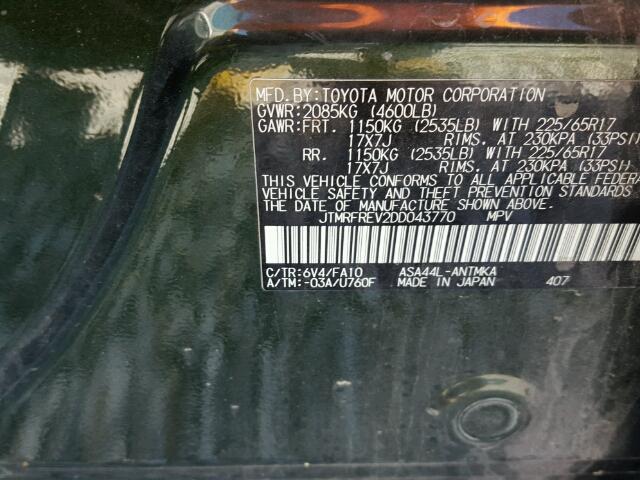 MFD.BY:TOYOTA MOTOR CORPORATION
GVWR:2085KG (4600LB)
GAWR:FRT. 1150KG (2535LB) WITH 225/65R17
17X7J RIMS, AT 230KPA (33PSI)
RR. 1150KG (2535LB) WITH 225/65R17
17X7J RIMS, AT 230KPA (33PSI)
THIS VEHICLE CONFORMS TO ALL APPLICABLE FEDERAL
VEHICLE SAFETY AND THEFT PREVENTION STANDARDS
THE DATE OF MANUFACTURE SHOWN ABOVE.
JTMRFREV2DD043770 MPV
C/TR:6V4/FA10 ASA44L-ANTMKA
A/TM:-03A/U760F MADE IN JAPAN 407